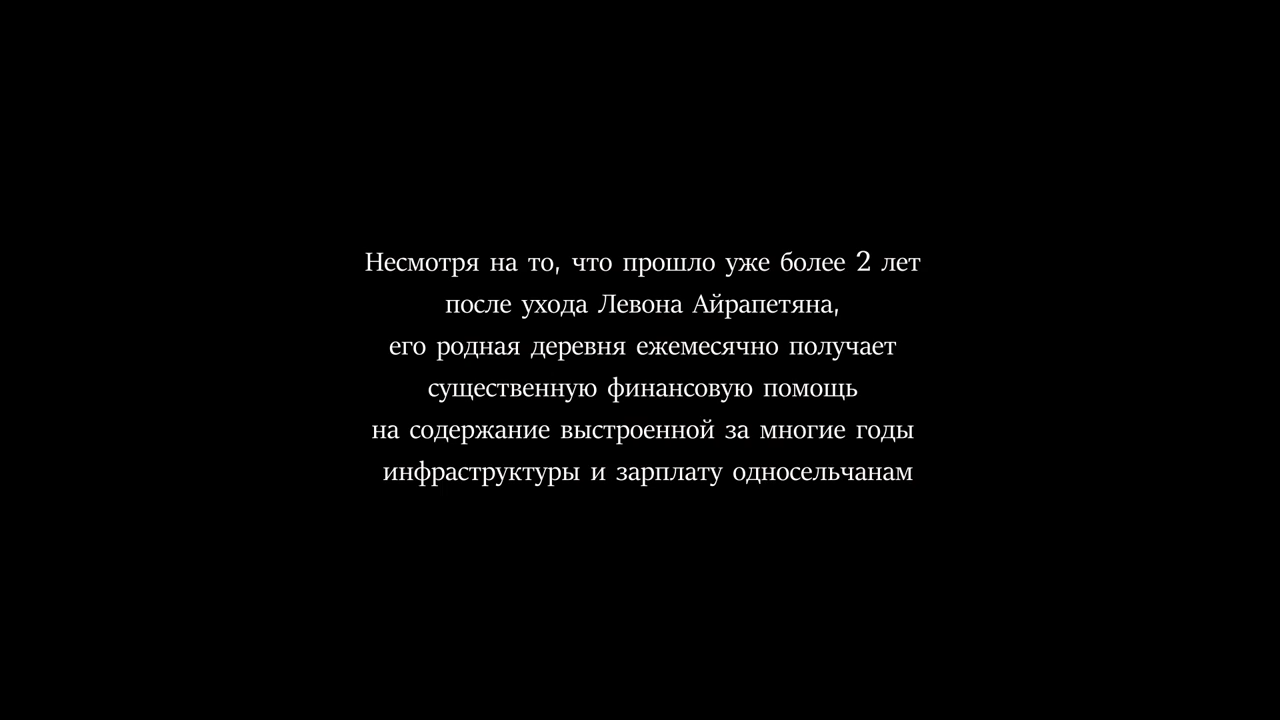 Несмотря на то, что прошло уже более 2 лет
после ухода Левона Айрапетяна,
его родная деревня ежемесячно получает
существенную финансовую помощь
на содержание выстроенной за многие годы
инфраструктуры и зарплату односельчанам